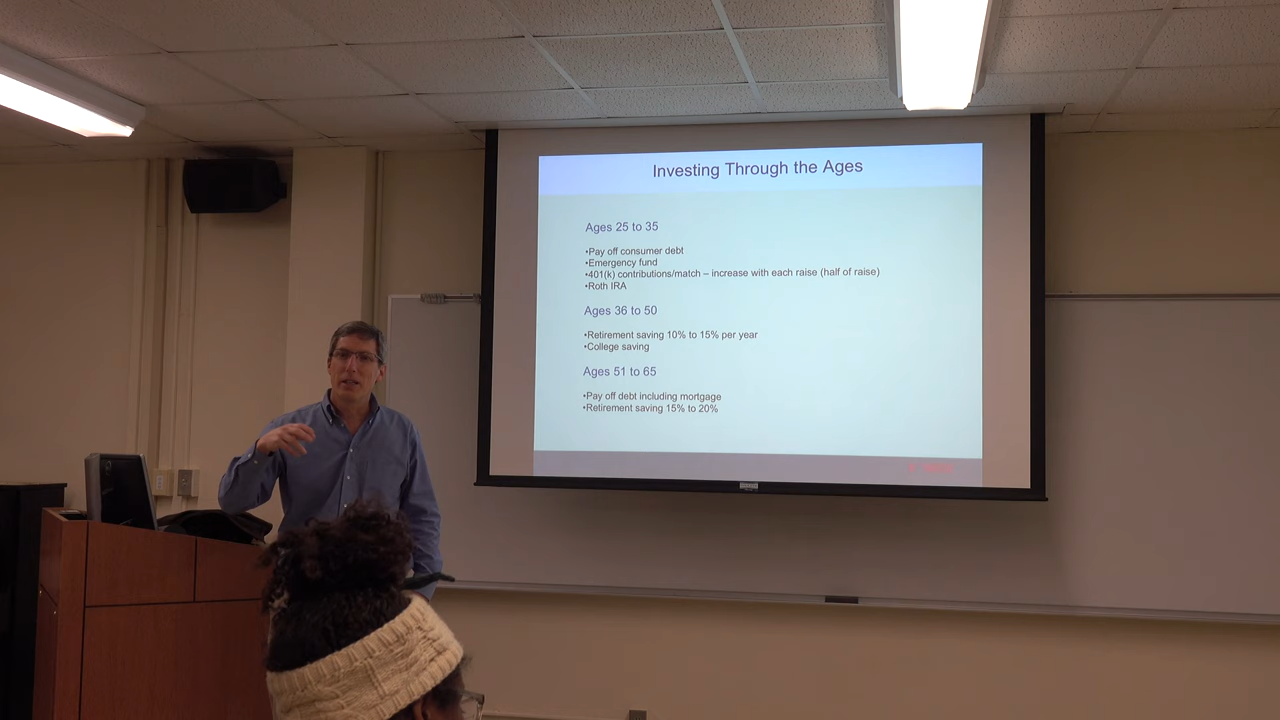 Investing Through the Ages
Ages 25 to 35
•Pay off consumer debt
•Emergency fund
•401(k) contributions/match – increase with each raise (half of raise)
•Roth IRA
Ages 36 to 50
•Retirement saving 10% to 15% per year
•College saving
Ages 51 to 65
•Pay off debt including mortgage
•Retirement saving 15% to 20%